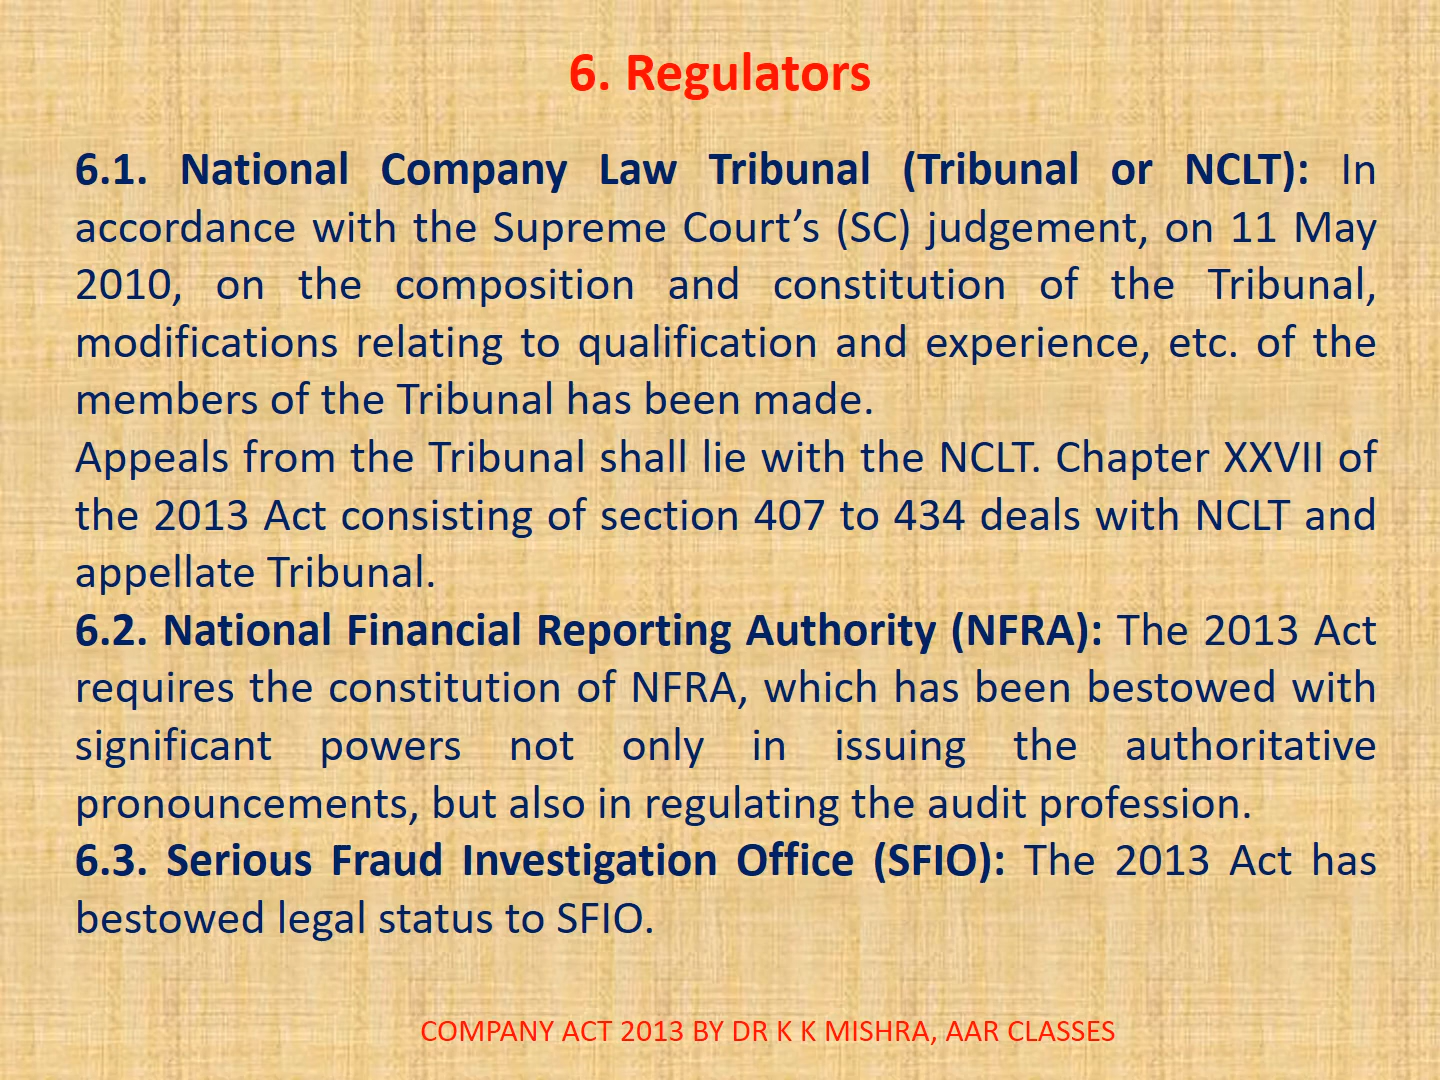 6. Regulators
6.1. National Company Law Tribunal (Tribunal or NCLT): In
accordance with the Supreme Court’s (SC) judgement, on 11 May
2010, on the composition and constitution of the Tribunal,
modifications relating to qualification and experience, etc. of the
members of the Tribunal has been made.
Appeals from the Tribunal shall lie with the NCLT. Chapter XXVII of
the 2013 Act consisting of section 407 to 434 deals with NCLT and
appellate Tribunal.
6.2. National Financial Reporting Authority (NFRA): The 2013 Act
requires the constitution of NFRA, which has been bestowed with
significant powers not only in issuing the authoritative
pronouncements, but also in regulating the audit profession.
6.3. Serious Fraud Investigation Office (SFIO): The 2013 Act has
bestowed legal status to SFIO.
COMPANY ACT 2013 BY DR K K MISHRA, AAR CLASSES